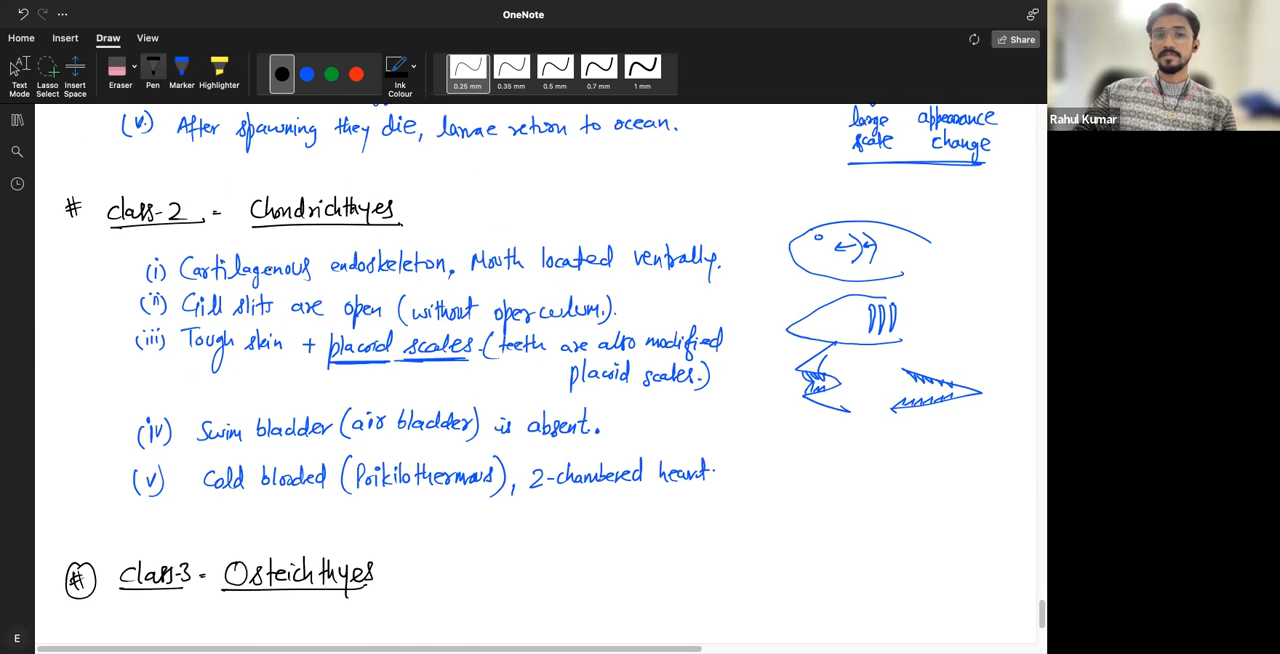 OneNote
Home Insert Draw View
Share
Text Mode
Lasso Select
Insert Space
Eraser
Pen
Marker
Highlighter
Ink Colour
0.25 mm 0.35 mm 0.5 mm 0.7 mm 1 mm
Rahul Kumar
(v.) After spawning they die, larvae return to ocean.
large scale
appearance change
# class-2 = Chondrichthyes
(i) Cartilagenous endoskeleton, Mouth located ventrally.
(ii) Gill slits are open (without operculum.).
(iii) Tough skin + placoid scales. (teeth are also modified
placoid scales.)
(iv) Swim bladder (air bladder) is absent.
(v) Cold blooded (Poikilothermous), 2-chambered heart.
# class-3 = Osteichthyes
E